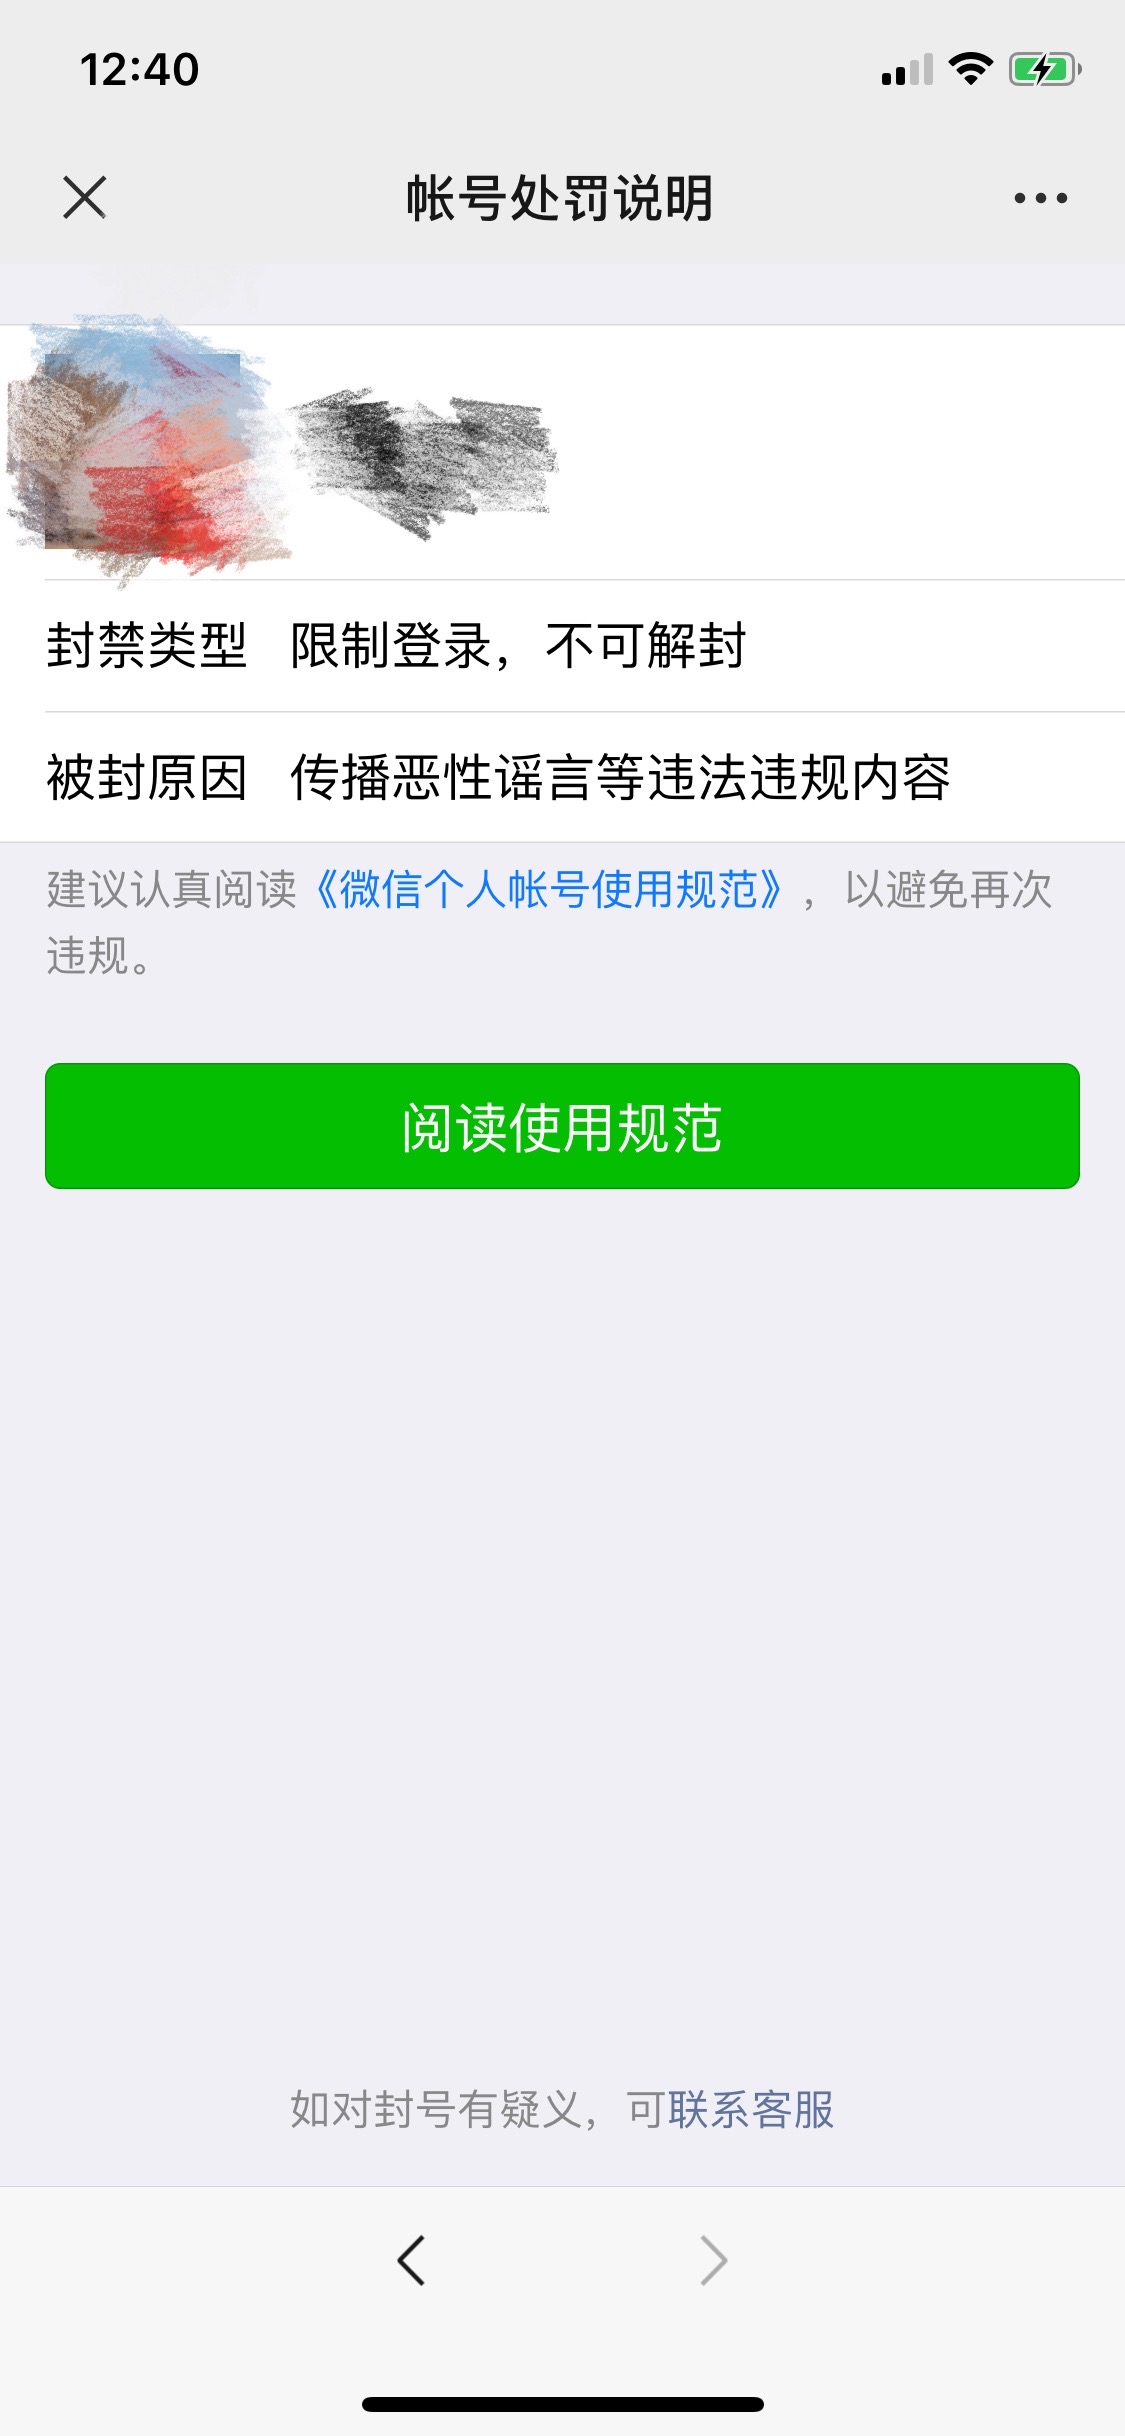 12:40
帐号处罚说明
封禁类型 限制登录，不可解封
被封原因 传播恶性谣言等违法违规内容
建议认真阅读《微信个人帐号使用规范》，以避免再次
违规。
阅读使用规范
如对封号有疑义，可联系客服